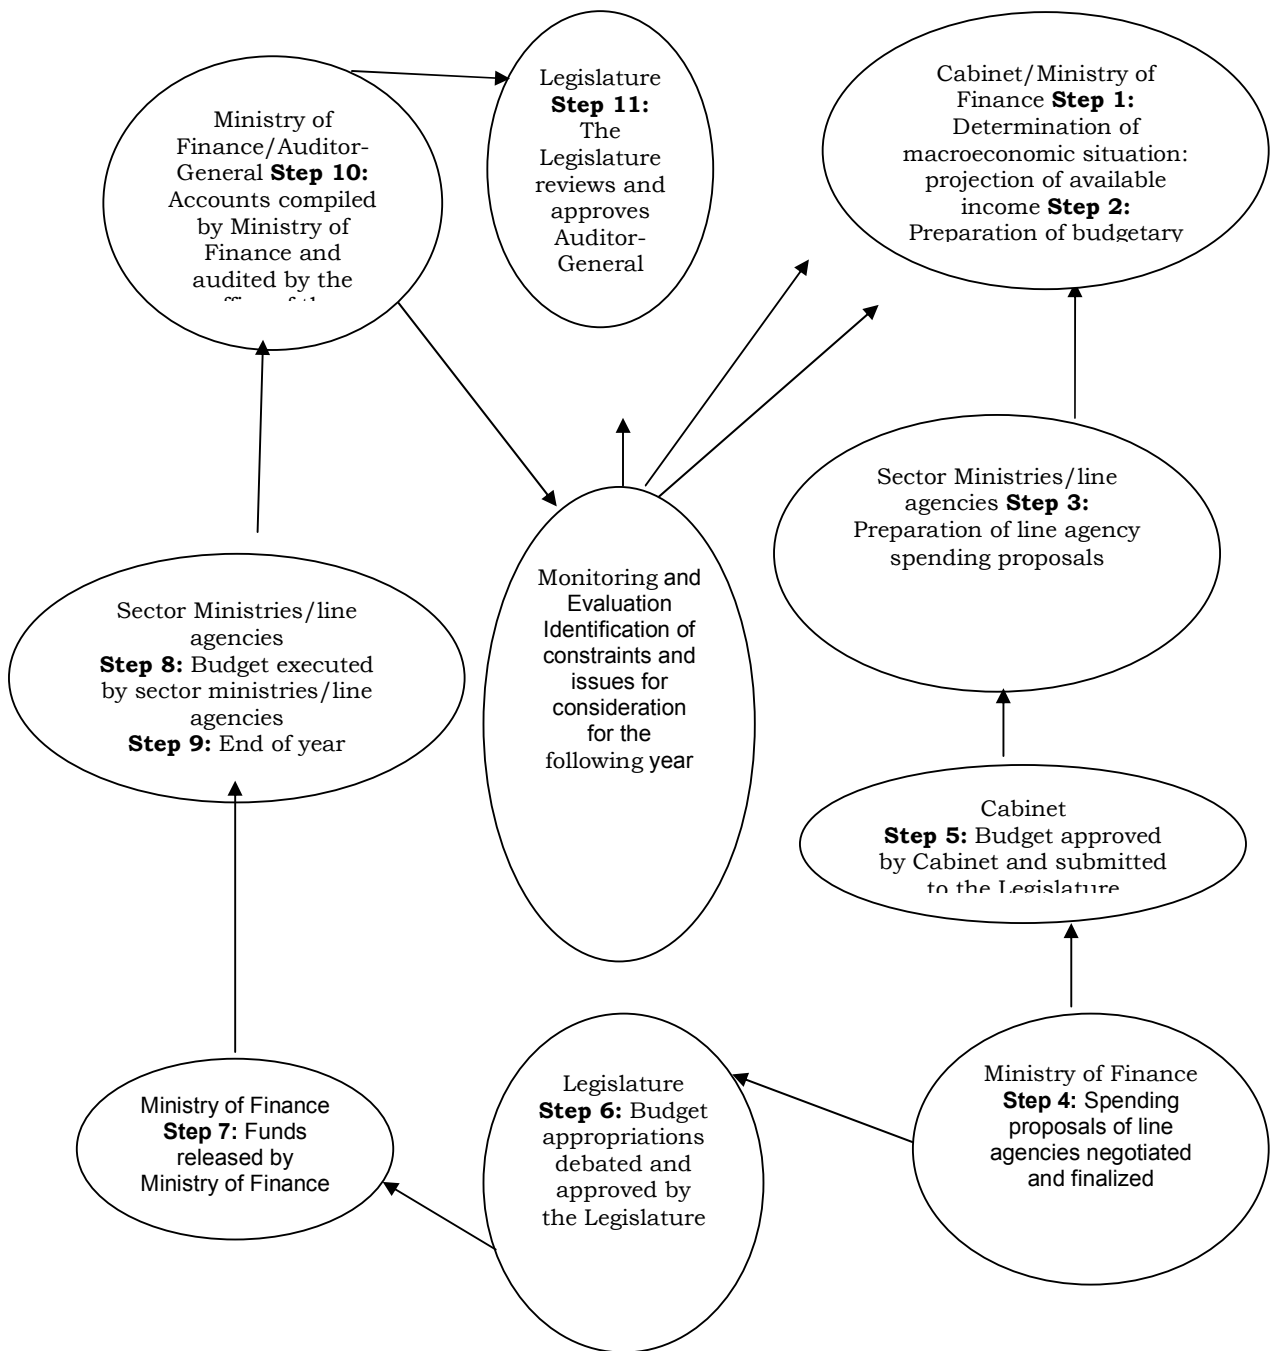 Ministry of
Finance/Auditor-
General Step 10:
Accounts compiled
by Ministry of
Finance and
audited by the
Legislature
Step 11:
The
Legislature
reviews and
approves
Auditor-
General
Cabinet/Ministry of
Finance Step 1:
Determination of
macroeconomic situation:
projection of available
income Step 2:
Preparation of budgetary
Sector Ministries/line
agencies Step 3:
Preparation of line agency
spending proposals
Monitoring and
Evaluation
Identification of
constraints and
issues for
consideration
for the
following year
Sector Ministries/line
agencies
Step 8: Budget executed
by sector ministries/line
agencies
Step 9: End of year
Cabinet
Step 5: Budget approved
by Cabinet and submitted
to the Legislature
Ministry of Finance
Step 7: Funds
released by
Ministry of Finance
Legislature
Step 6: Budget
appropriations
debated and
approved by
the Legislature
Ministry of Finance
Step 4: Spending
proposals of line
agencies negotiated
and finalized